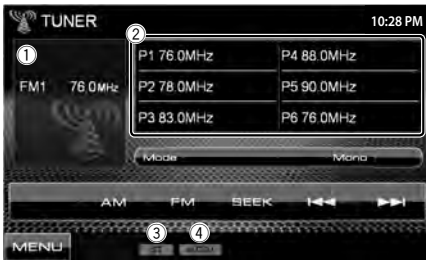 TUNER 10:28 PM
① ②
P1 76.0MHz P4 88.0MHz
FM1 76.0MHz P2 78.0MHz P5 90.0MHz
P3 83.0MHz P6 76.0MHz
Mode Mono
AM FM SEEK
③ ④
MENU ST